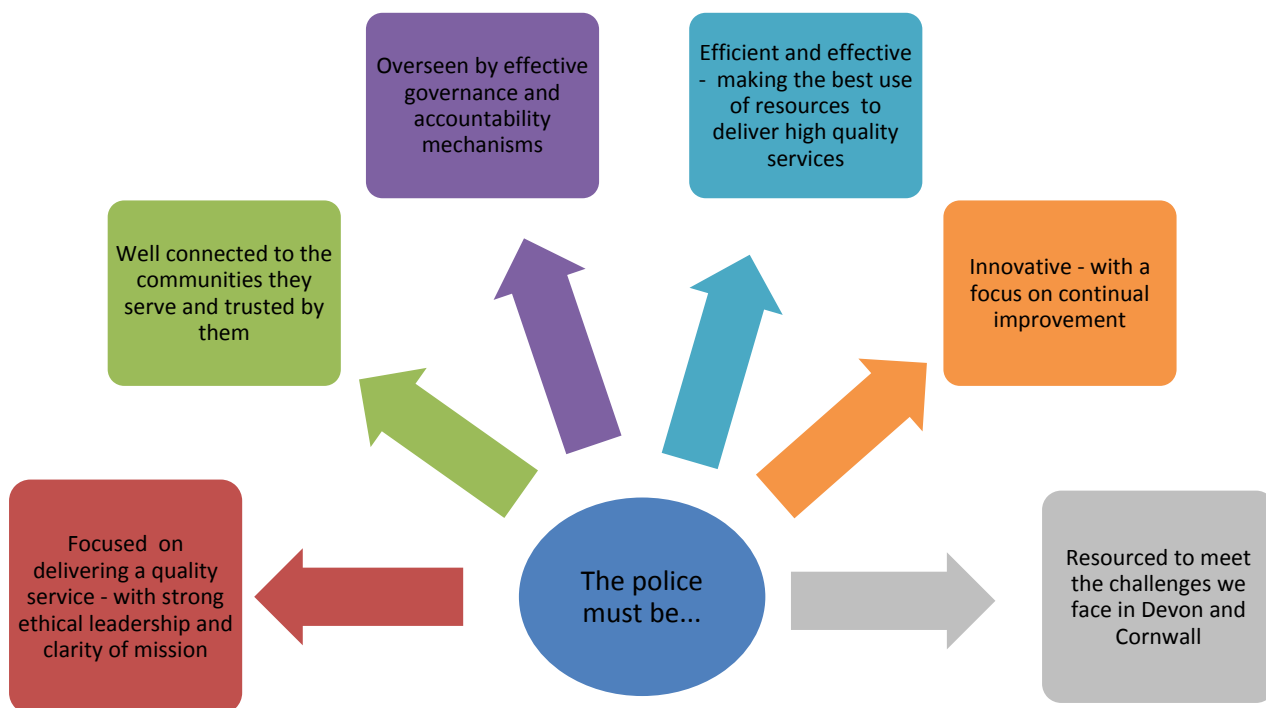 Overseen by effective
governance and
accountability
mechanisms
Efficient and effective
- making the best use
of resources to
deliver high quality
services
Well connected to the
communities they
serve and trusted by
them
Innovative - with a
focus on continual
improvement
Focused on
delivering a quality
service - with strong
ethical leadership and
clarity of mission
The police
must be...
Resourced to meet
the challenges we
face in Devon and
Cornwall